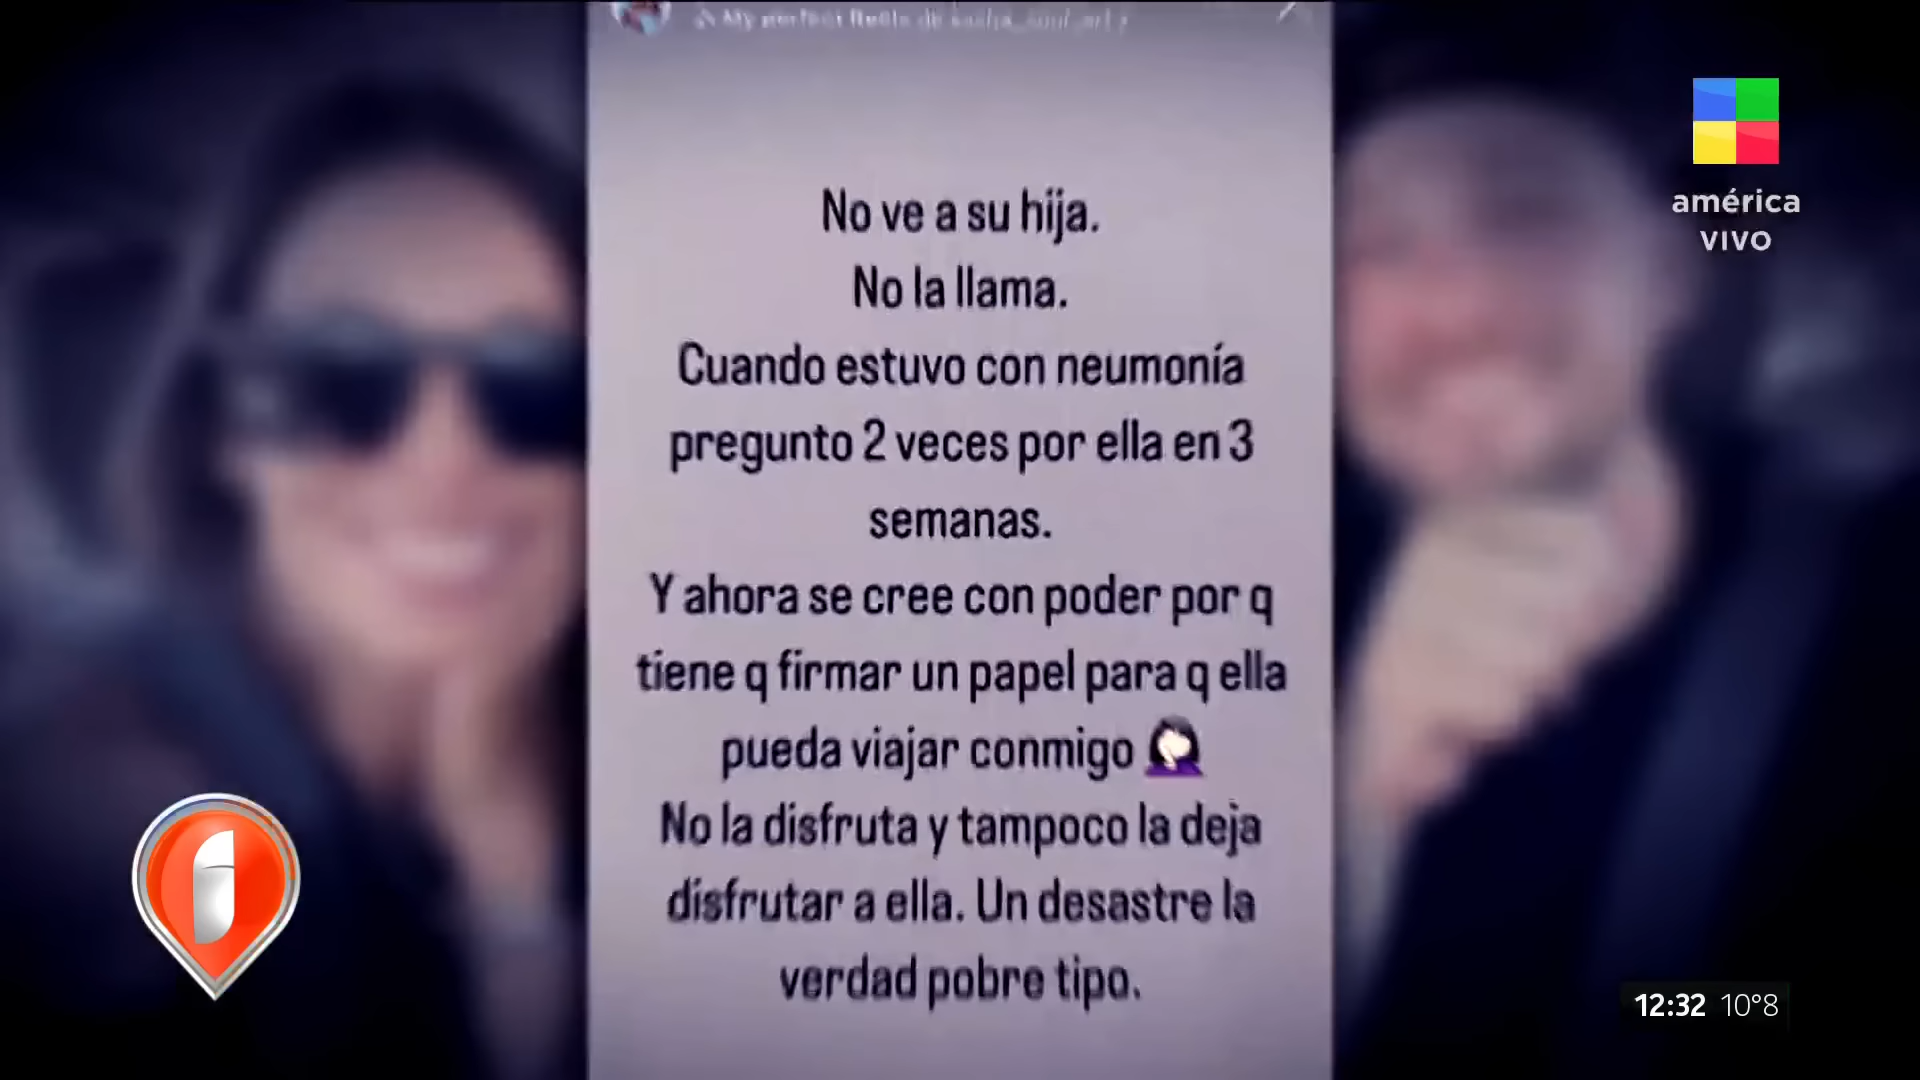 No ve a su hija.
No la llama.
Cuando estuvo con neumonía
pregunto 2 veces por ella en 3
semanas.
Y ahora se cree con poder por q
tiene q firmar un papel para q ella
pueda viajar conmigo 🤦🏻‍♀️
No la disfruta y tampoco la deja
disfrutar a ella. Un desastre la
verdad pobre tipo.
américa
VIVO
12:32 10°8